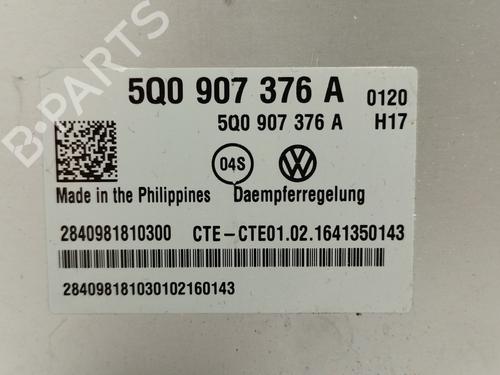 B-PARTS
5Q0 907 376 A 0120
5Q0 907 376 A H17
04S
Made in the Philippines Daempferregelung
2840981810300 CTE-CTE01.02.1641350143
284098181030102160143